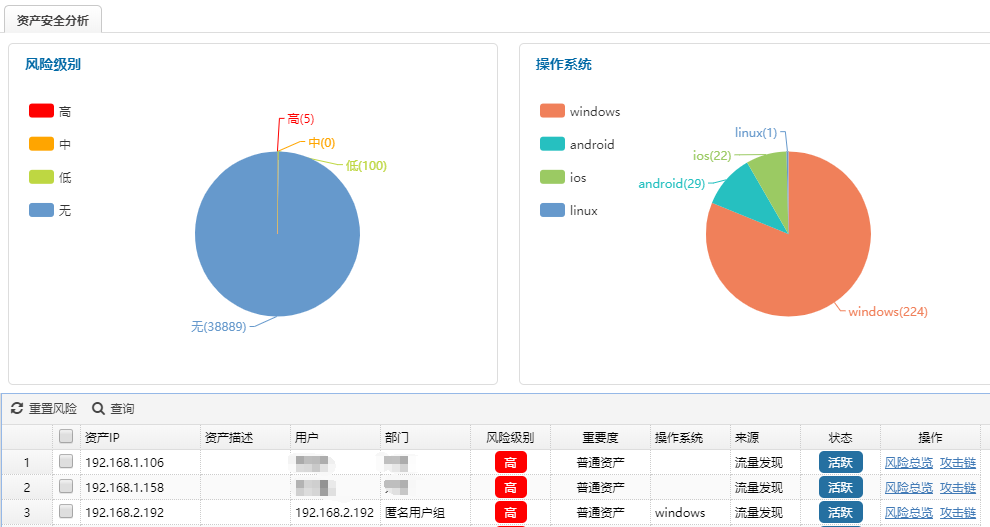 资产安全分析
风险级别
高
中
低
无
高(5)
中(0)
低(100)
无(38889)
操作系统
windows
android
ios
linux
linux(1)
ios(22)
android(29)
windows(224)
重置风险 查询
资产IP 资产描述 用户 部门 风险级别 重要度 操作系统 来源 状态 操作
1 192.168.1.106 高 普通资产 流量发现 活跃 风险总览 攻击链
2 192.168.1.158 高 普通资产 流量发现 活跃 风险总览 攻击链
3 192.168.2.192 192.168.2.192 匿名用户组 高 普通资产 windows 流量发现 活跃 风险总览 攻击链